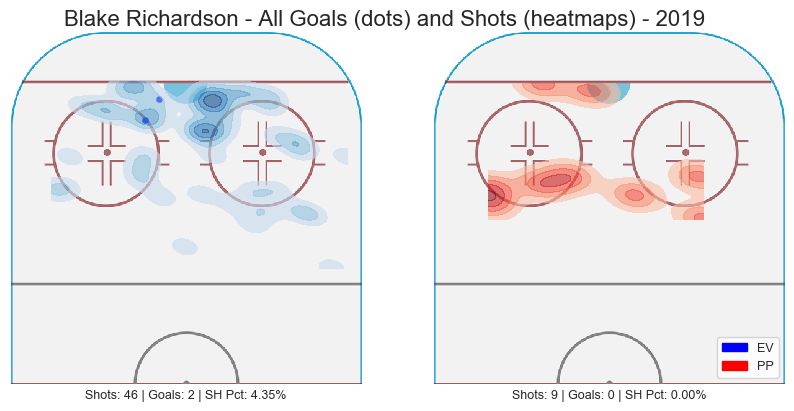 Blake Richardson - All Goals (dots) and Shots (heatmaps) - 2019
EV
PP
Shots: 46 | Goals: 2 | SH Pct: 4.35%
Shots: 9 | Goals: 0 | SH Pct: 0.00%